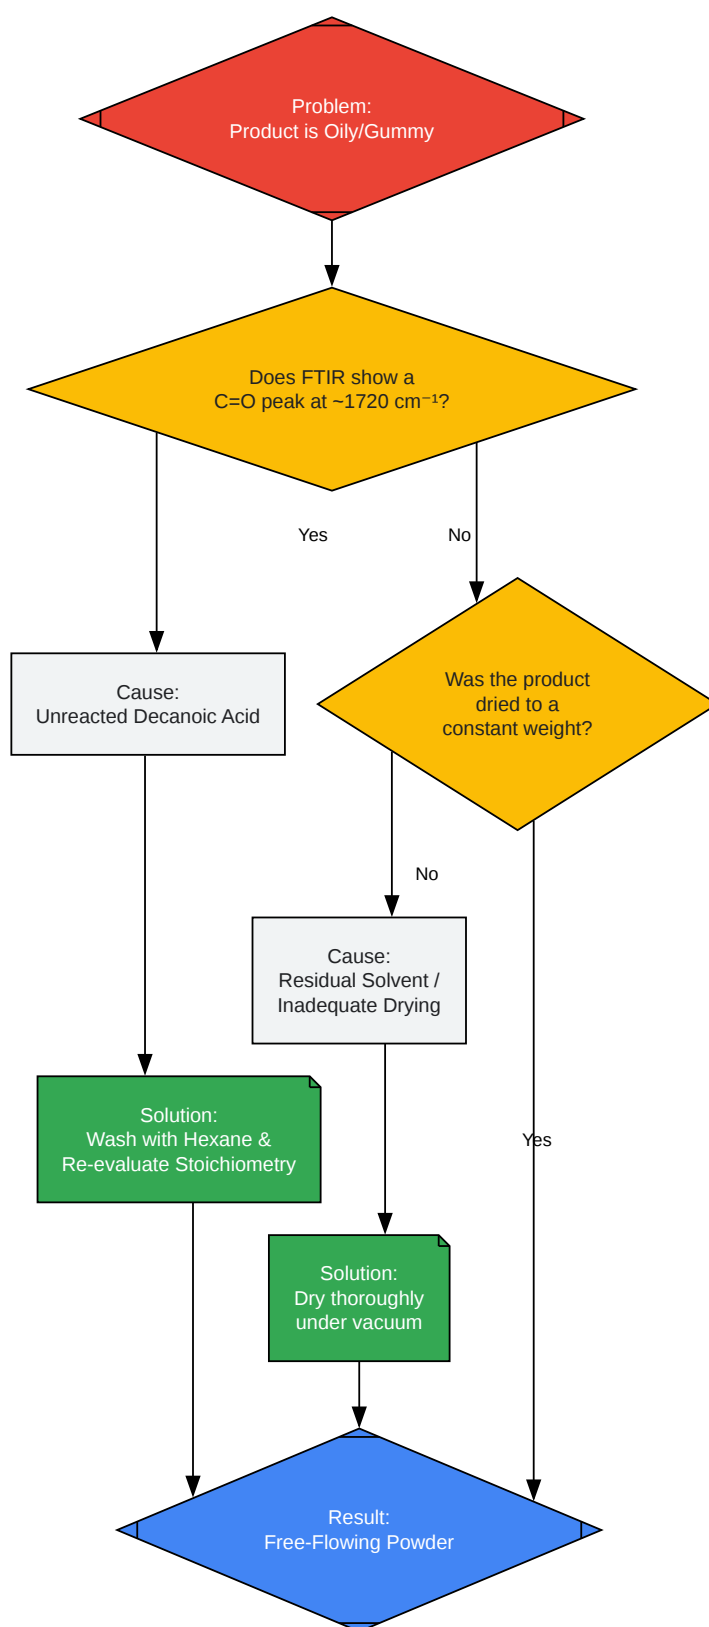 Problem:
Product is Oily/Gummy
Does FTIR show a
C=O peak at ~1720 cm⁻¹?
Yes
No
Cause:
Unreacted Decanoic Acid
Was the product
dried to a
constant weight?
No
Cause:
Residual Solvent /
Inadequate Drying
Solution:
Wash with Hexane &
Re-evaluate Stoichiometry
Yes
Solution:
Dry thoroughly
under vacuum
Result:
Free-Flowing Powder